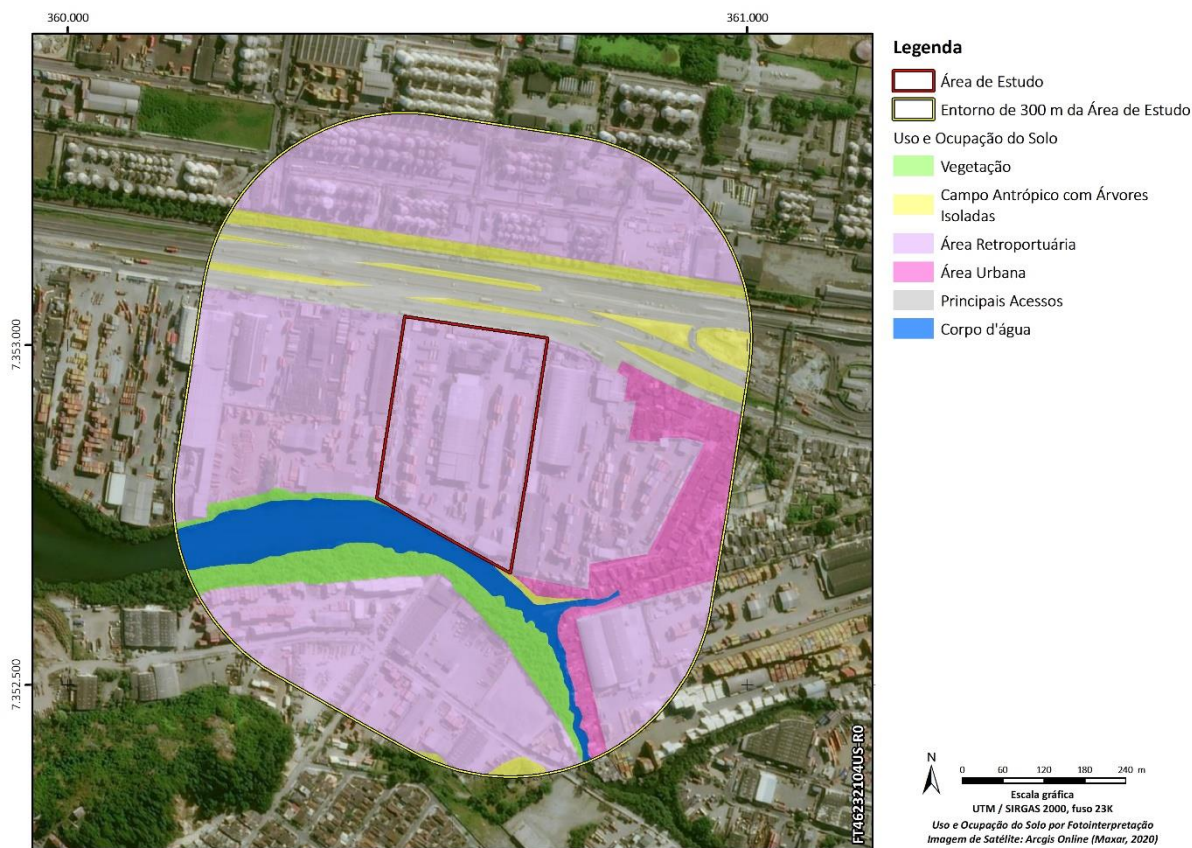 360.000
361.000
7.353.000
7.352.500
FT46232104US-R0
Legenda
Área de Estudo
Entorno de 300 m da Área de Estudo
Uso e Ocupação do Solo
Vegetação
Campo Antrópico com Árvores
Isoladas
Área Retroportuária
Área Urbana
Principais Acessos
Corpo d'água
N
0 60 120 180 240 m
Escala gráfica
UTM / SIRGAS 2000, fuso 23K
Uso e Ocupação do Solo por Fotointerpretação
Imagem de Satélite: Arcgis Online (Maxar, 2020)